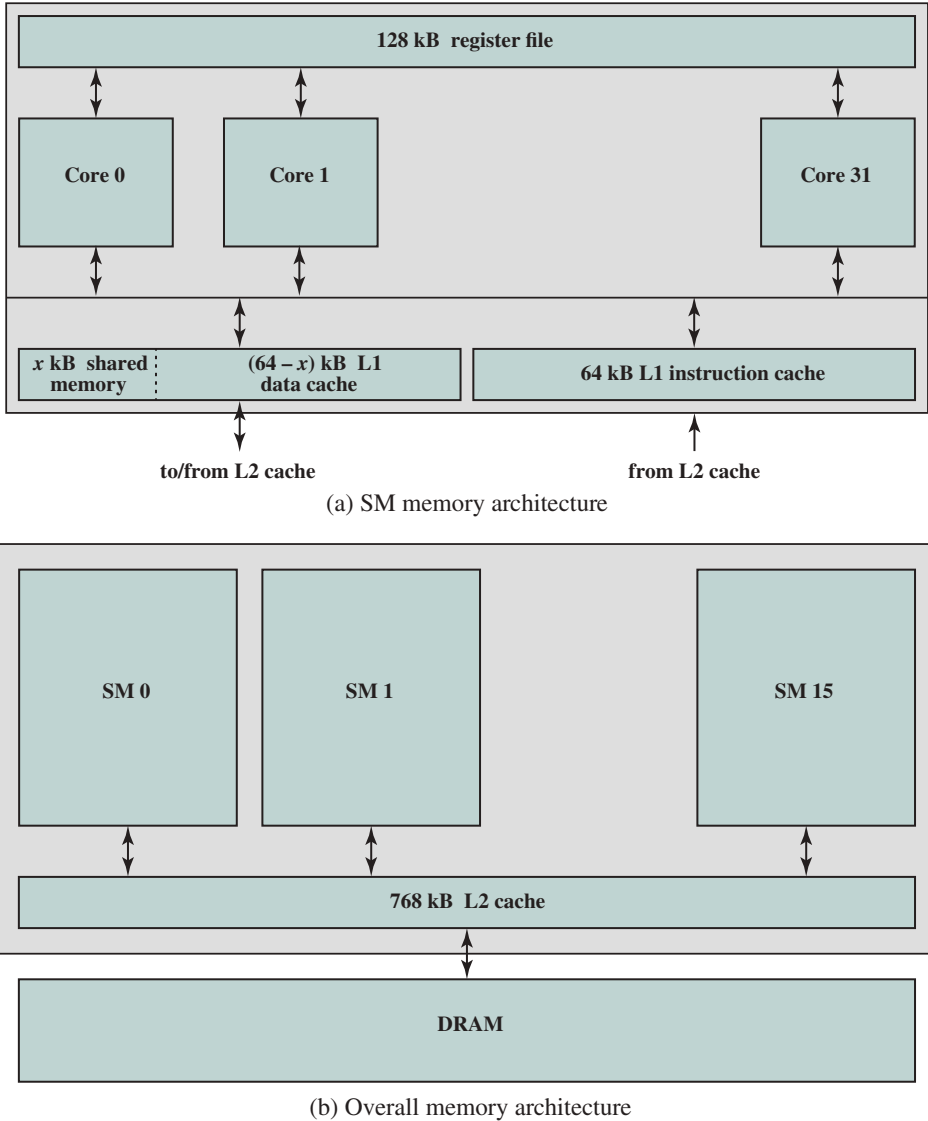 128 kB register file
Core 0
Core 1
Core 31
x kB shared
memory
(64 – x) kB L1
data cache
64 kB L1 instruction cache
to/from L2 cache
from L2 cache
(a) SM memory architecture
SM 0
SM 1
SM 15
768 kB L2 cache
DRAM
(b) Overall memory architecture